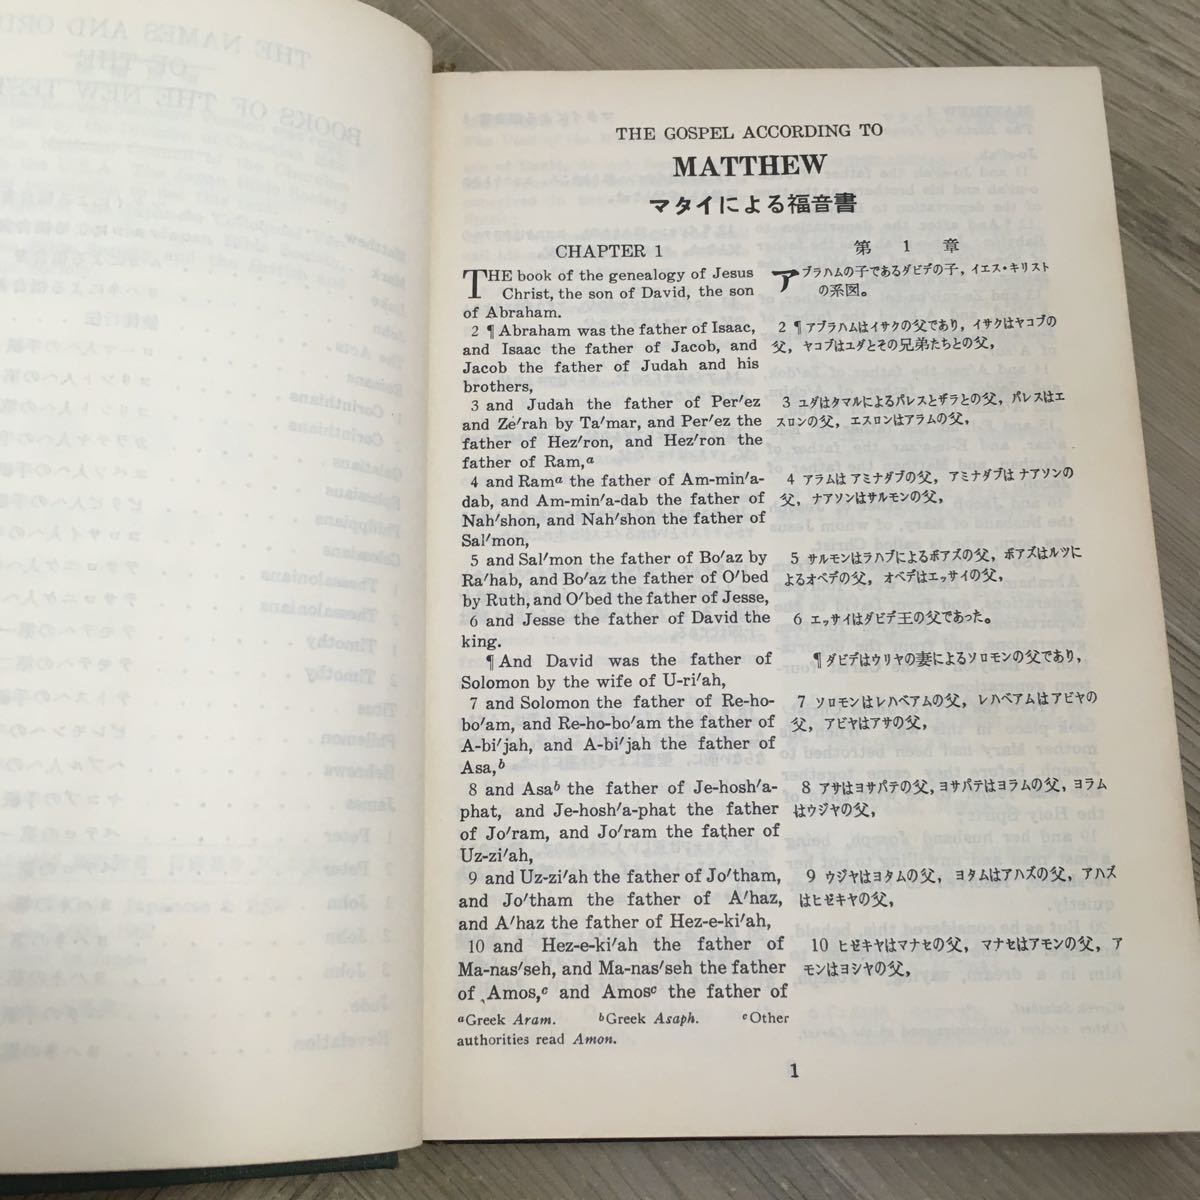 THE GOSPEL ACCORDING TO
MATTHEW
マタイによる福音書
CHAPTER 1
THE book of the genealogy of Jesus
Christ, the son of David, the son
of Abraham.
2 ¶Abraham was the father of Isaac,
and Isaac the father of Jacob, and
Jacob the father of Judah and his
brothers,
3 and Judah the father of Per′ez
and Ze′rah by Ta′mar, and Per′ez the
father of Hez′ron, and Hez′ron the
father of Ram,a
4 and Rama the father of Am-min′a-
dab, and Am-min′a-dab the father of
Nah′shon, and Nah′shon the father of
Sal′mon,
5 and Sal′mon the father of Bo′az by
Ra′hab, and Bo′az the father of O′bed
by Ruth, and O′bed the father of Jesse,
6 and Jesse the father of David the
king.
¶And David was the father of
Solomon by the wife of U-ri′ah,
7 and Solomon the father of Re-ho-
bo′am, and Re-ho-bo′am the father of
A-bi′jah, and A-bi′jah the father of
Asa,b
8 and Asab the father of Je-hosh′a-
phat, and Je-hosh′a-phat the father
of Jo′ram, and Jo′ram the father of
Uz-zi′ah,
9 and Uz-zi′ah the father of Jo′tham,
and Jo′tham the father of A′haz,
and A′haz the father of Hez-e-ki′ah,
10 and Hez-e-ki′ah the father of
Ma-nas′seh, and Ma-nas′seh the father
of Amos,c and Amosc the father of
aGreek Aram. bGreek Asaph. cOther
authorities read Amon.
第 1 章
アブラハムの子であるダビデの子，イエス・キリスト
の系図。
2 ¶アブラハムはイサクの父であり，イサクはヤコブの
父，ヤコブはユダとその兄弟たちとの父，
3 ユダはタマルによるパレスとザラとの父，パレスはエ
スロンの父，エスロンはアラムの父，
4 アラムは アミナダブの父，アミナダブは ナアソンの
父，ナアソンはサルモンの父，
5 サルモンはラハブによるボアズの父，ボアズはルツに
よるオベデの父，オベデはエッサイの父，
6 エッサイはダビデ王の父であった。
¶ダビデはウリヤの妻によるソロモンの父であり，
7 ソロモンはレハベアムの父，レハベアムはアビヤの
父，アビヤはアサの父，
8 アサはヨサパテの父，ヨサパテはヨラムの父，ヨラム
はウジヤの父，
9 ウジヤはヨタムの父，ヨタムはアハズの父，アハズ
はヒゼキヤの父，
10 ヒゼキヤはマナセの父，マナセはアモンの父，ア
モンはヨシヤの父，
1